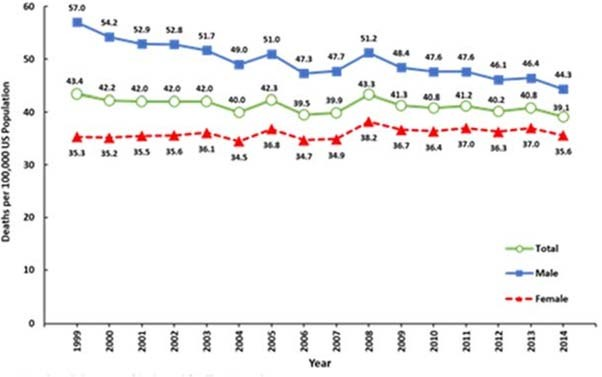 60
50
40
30
20
10
0
Deaths per 100,000 US Population
57.0 54.2 52.9 52.8 51.7 49.0 51.0 47.3 47.7 51.2 48.4 47.6 47.6 46.1 46.4 44.3
43.4 42.2 42.0 42.0 42.0 40.0 42.3 39.5 39.9 43.3 41.3 40.8 41.2 40.2 40.8 39.1
35.3 35.2 35.5 35.6 36.1 34.5 36.8 34.7 34.9 38.2 36.7 36.4 37.0 36.3 37.0 35.6
Total
Male
Female
1999 2000 2001 2002 2003 2004 2005 2006 2007 2008 2009 2010 2011 2012 2013 2014
Year